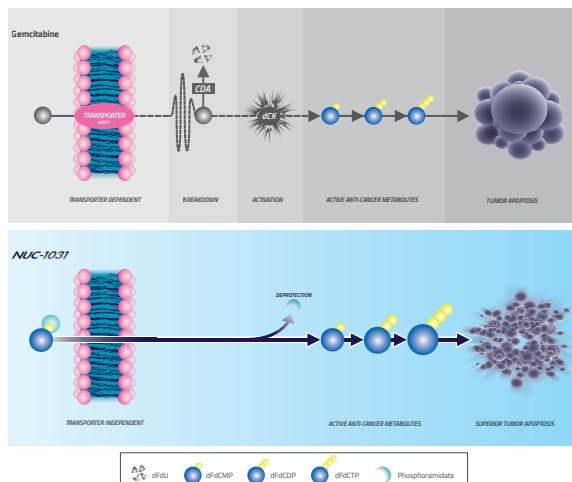 Gemcitabine
CDA
TRANSPORTER
hENT1
dCK
TRANSPORTER DEPENDENT
BREAKDOWN
ACTIVATION
ACTIVE ANTI-CANCER METABOLITES
TUMOR APOPTOSIS
NUC-1031
DEPROTECTION
TRANSPORTER INDEPENDENT
ACTIVE ANTI-CANCER METABOLITES
SUPERIOR TUMOR APOPTOSIS
dFdU
dFdCMP
dFdCDP
dFdCTP
Phosphoramidate